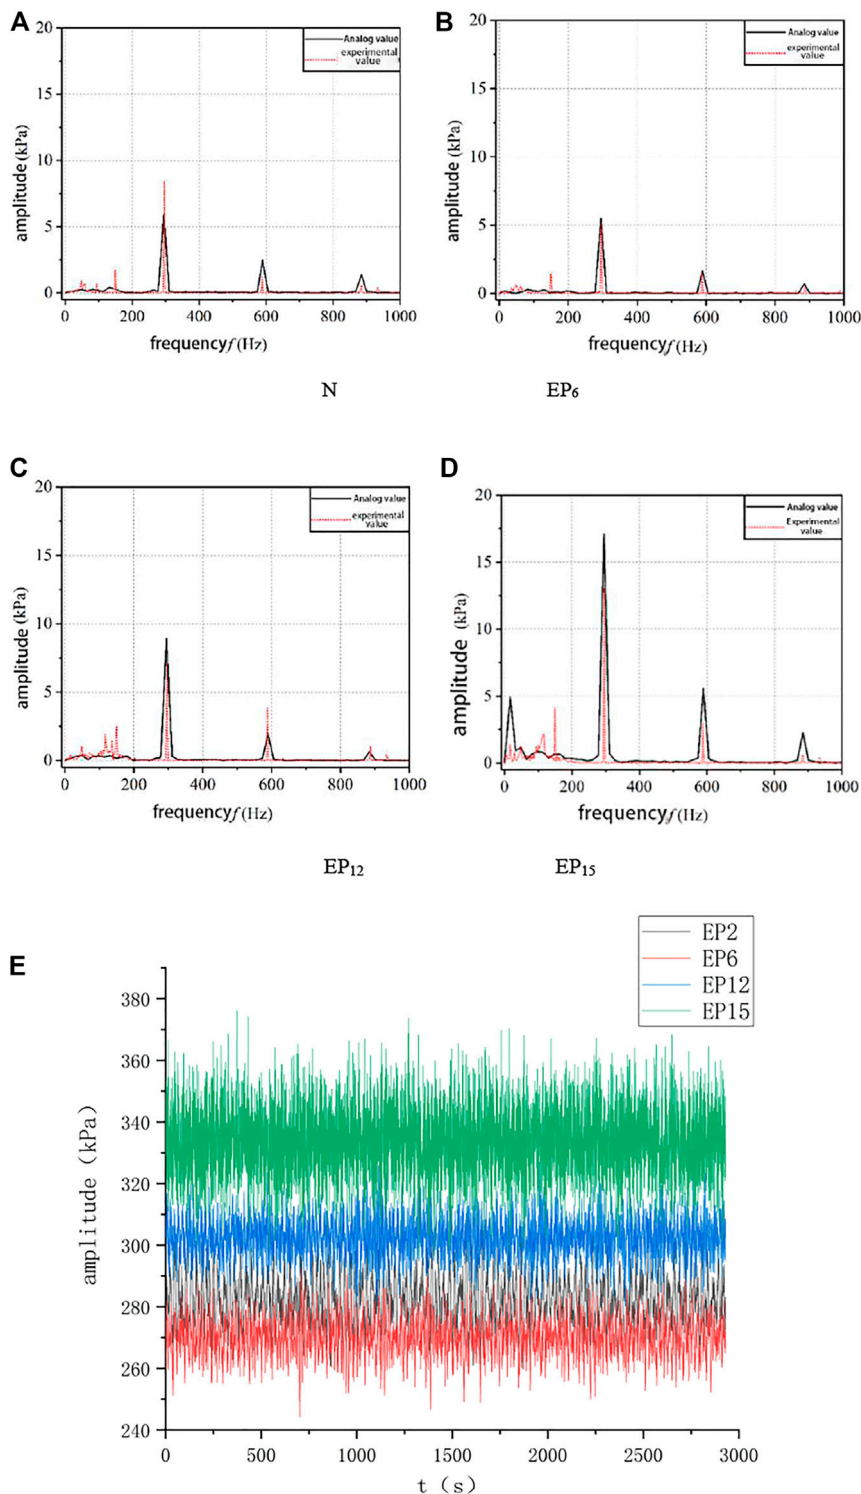 A
20
15
10
5
0
amplitude (kPa)
Analog value
experimental
value
0 200 400 600 800 1000
frequencyf(Hz)
N
B
20
15
10
5
0
amplitude (kPa)
Analog value
experimental
value
0 200 400 600 800 1000
frequencyf(Hz)
EP6
C
20
15
10
5
0
amplitude (kPa)
Analog value
experimental
value
0 200 400 600 800 1000
frequencyf(Hz)
EP12
D
20
15
10
5
0
amplitude (kPa)
Analog value
Experimental
value
0 200 400 600 800 1000
frequency,f(Hz)
EP15
E
EP2
EP6
EP12
EP15
380
360
340
320
300
280
260
240
amplitude (kPa)
0 500 1000 1500 2000 2500 3000
t (s)